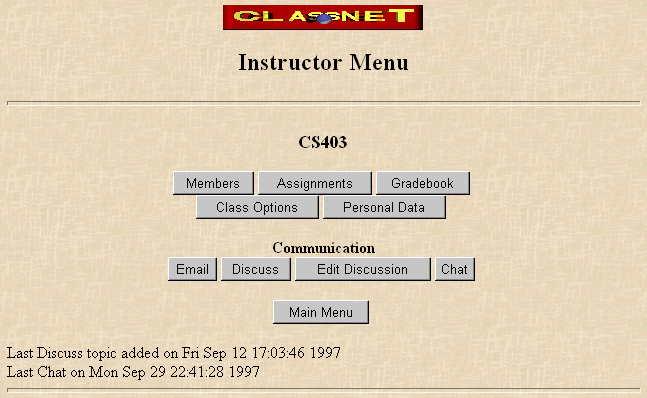 CLASSNET
Instructor Menu
CS403
Members Assignments Gradebook
Class Options Personal Data
Communication
Email Discuss Edit Discussion Chat
Main Menu
Last Discuss topic added on Fri Sep 12 17:03:46 1997
Last Chat on Mon Sep 29 22:41:28 1997